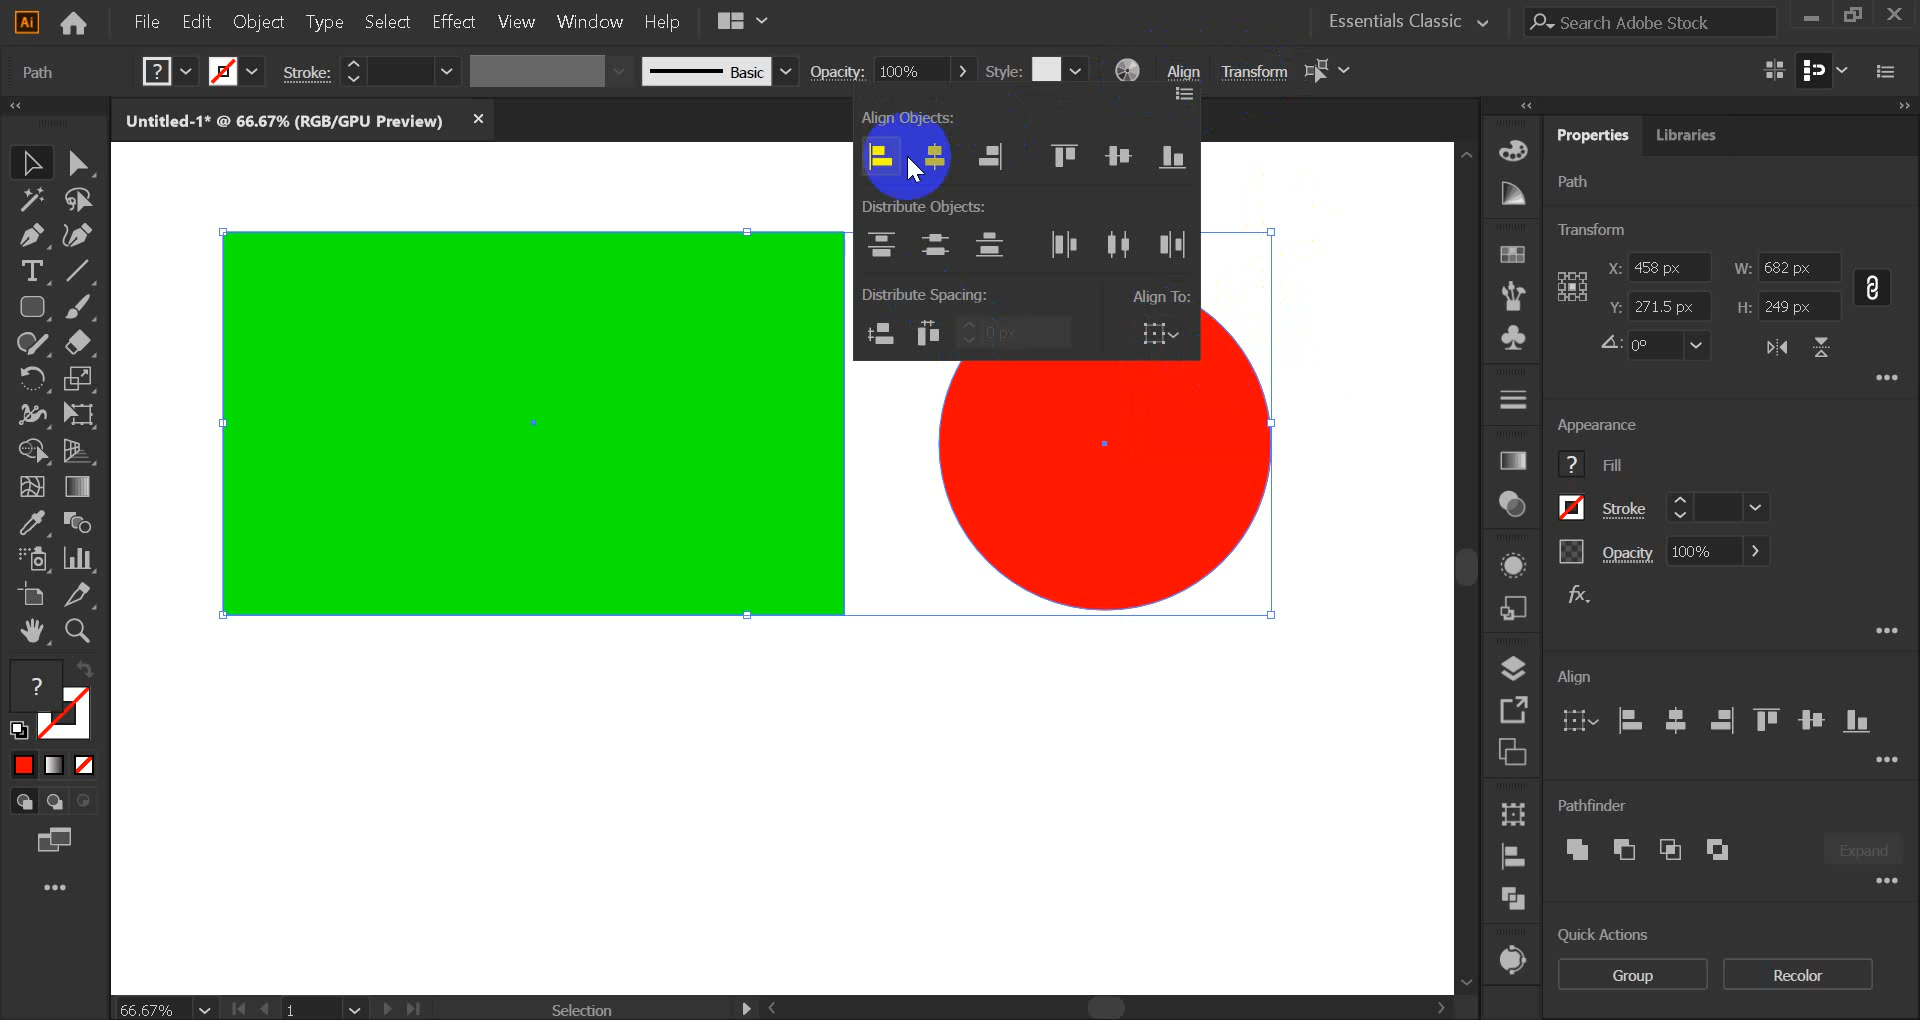 Ai File Edit Object Type Select Effect View Window Help Essentials Classic Search Adobe Stock
Path ? Stroke: Basic Opacity: 100% Style: Align Transform
Untitled-1* @ 66.67% (RGB/GPU Preview)
Align Objects:
Distribute Objects:
Distribute Spacing: Align To:
0 px
Properties Libraries
Path
Transform
X: 458 px W: 682 px
Y: 271.5 px H: 249 px
0°
Appearance
? Fill
Stroke
Opacity 100%
fx.
Align
Pathfinder
Expand
Quick Actions
Group Recolor
T
?
66.67% 1 Selection